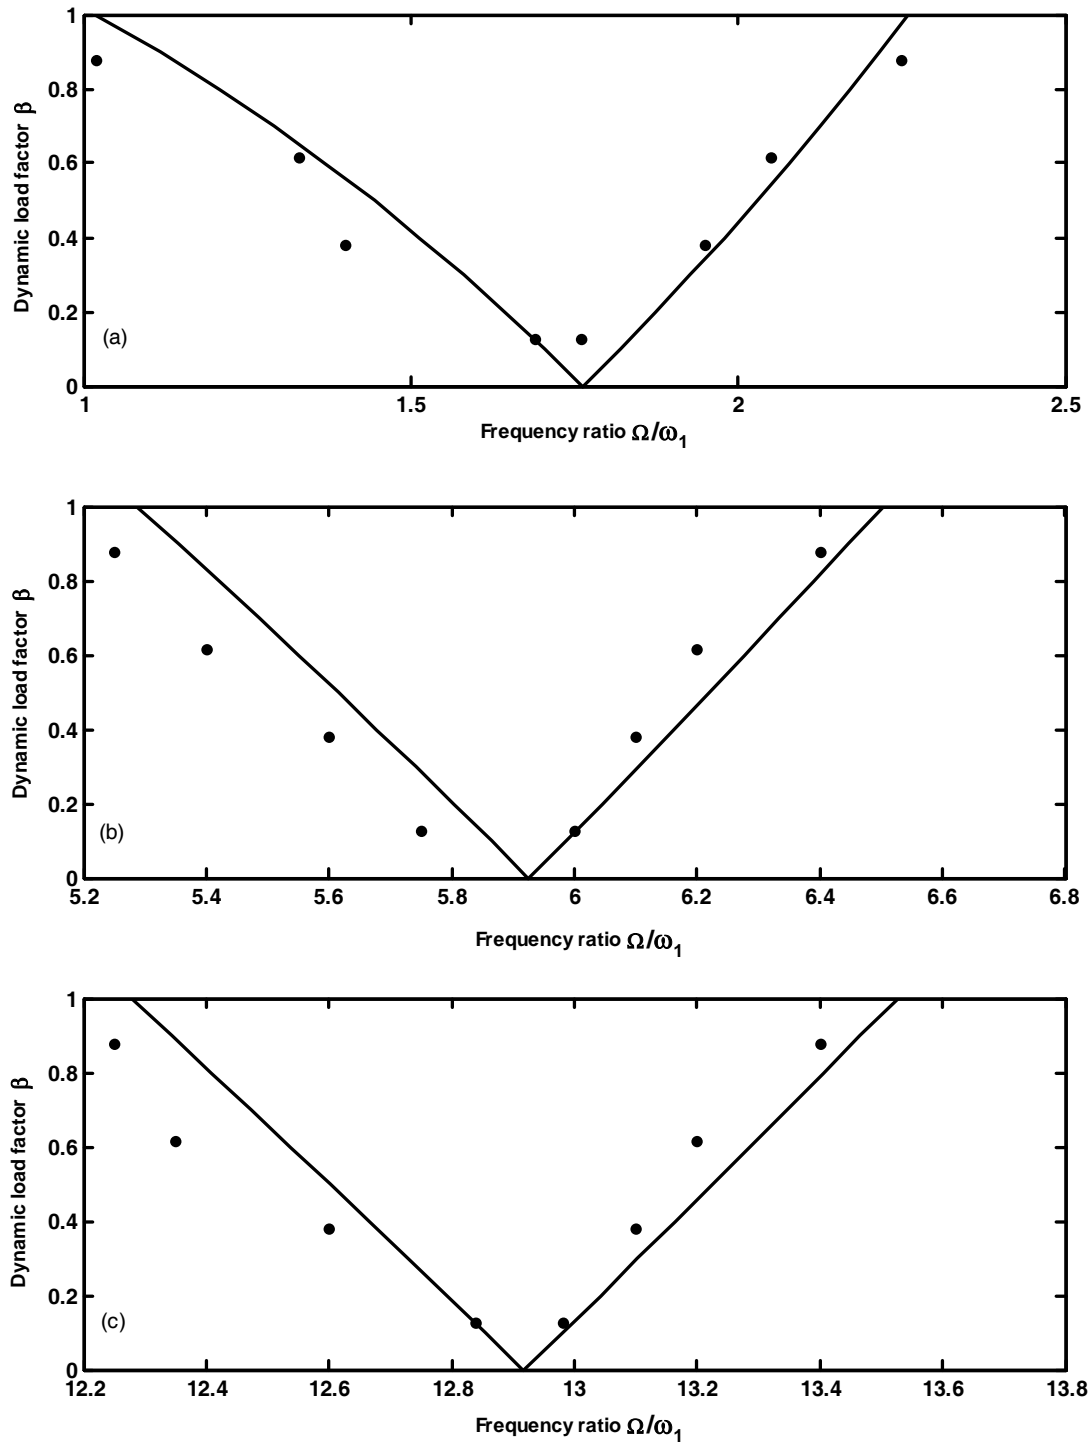 1
0.8
0.6
0.4
0.2
0
Dynamic load factor β
(a)
1 1.5 2 2.5
Frequency ratio Ω/ω1
1
0.8
0.6
0.4
0.2
0
Dynamic load factor β
(b)
5.2 5.4 5.6 5.8 6 6.2 6.4 6.6 6.8
Frequency ratio Ω/ω1
1
0.8
0.6
0.4
0.2
0
Dynamic load factor β
(c)
12.2 12.4 12.6 12.8 13 13.2 13.4 13.6 13.8
Frequency ratio Ω/ω1